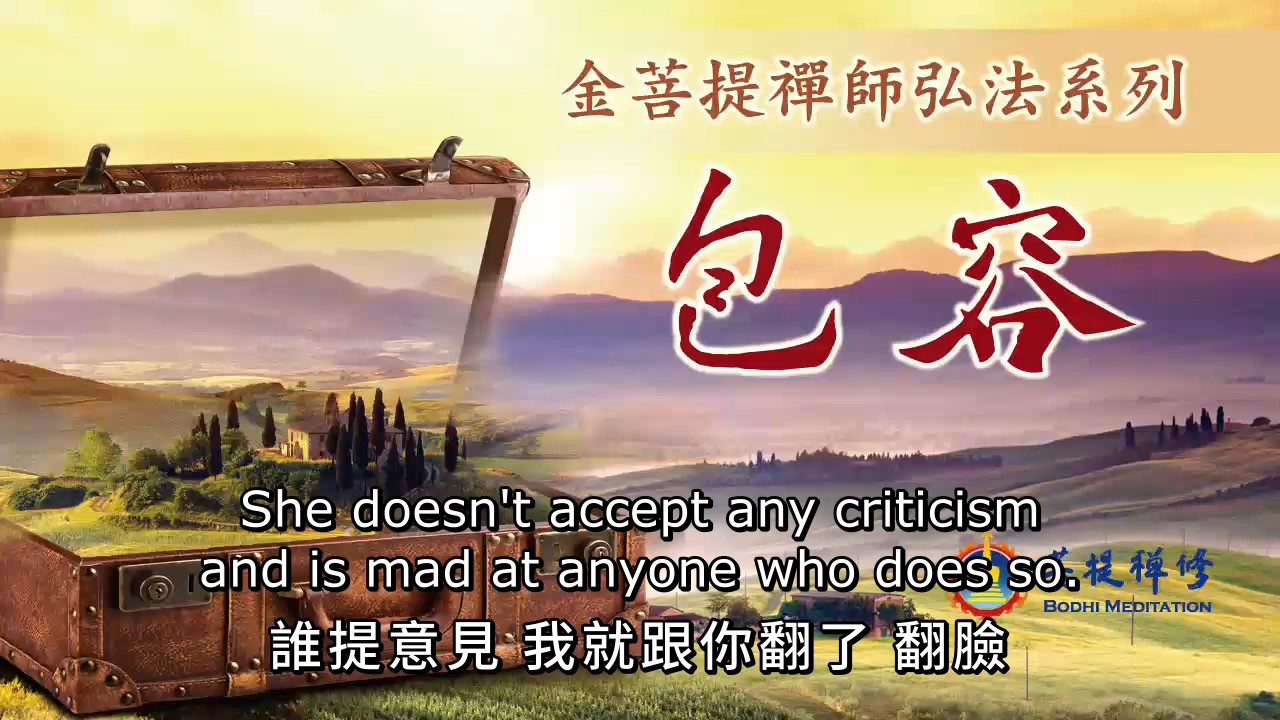 金菩提禪師弘法系列
包容
She doesn't accept any criticism
and is mad at anyone who does so.
菩提禪修
BODHI MEDITATION
誰提意見 我就跟你翻了 翻臉